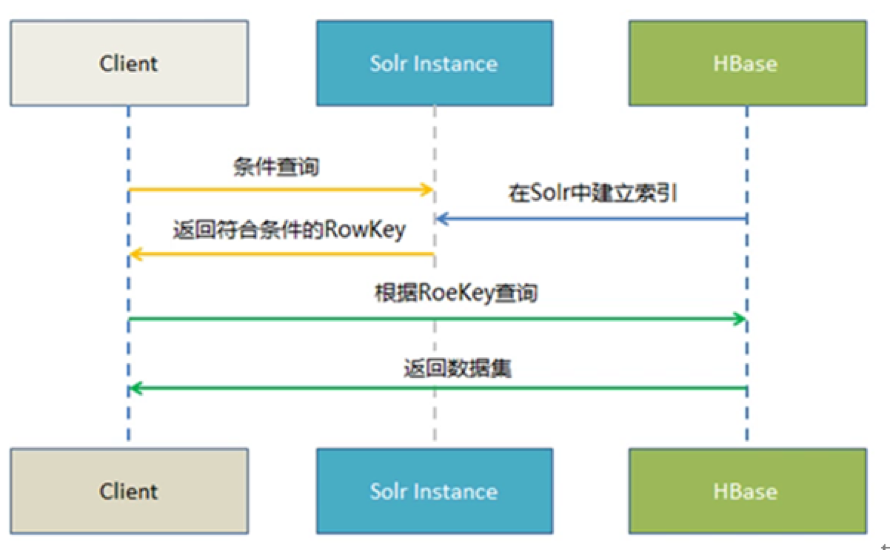 Client
Solr Instance
HBase
条件查询
在Solr中建立索引
返回符合条件的RowKey
根据RoeKey查询
返回数据集
Client
Solr Instance
HBase